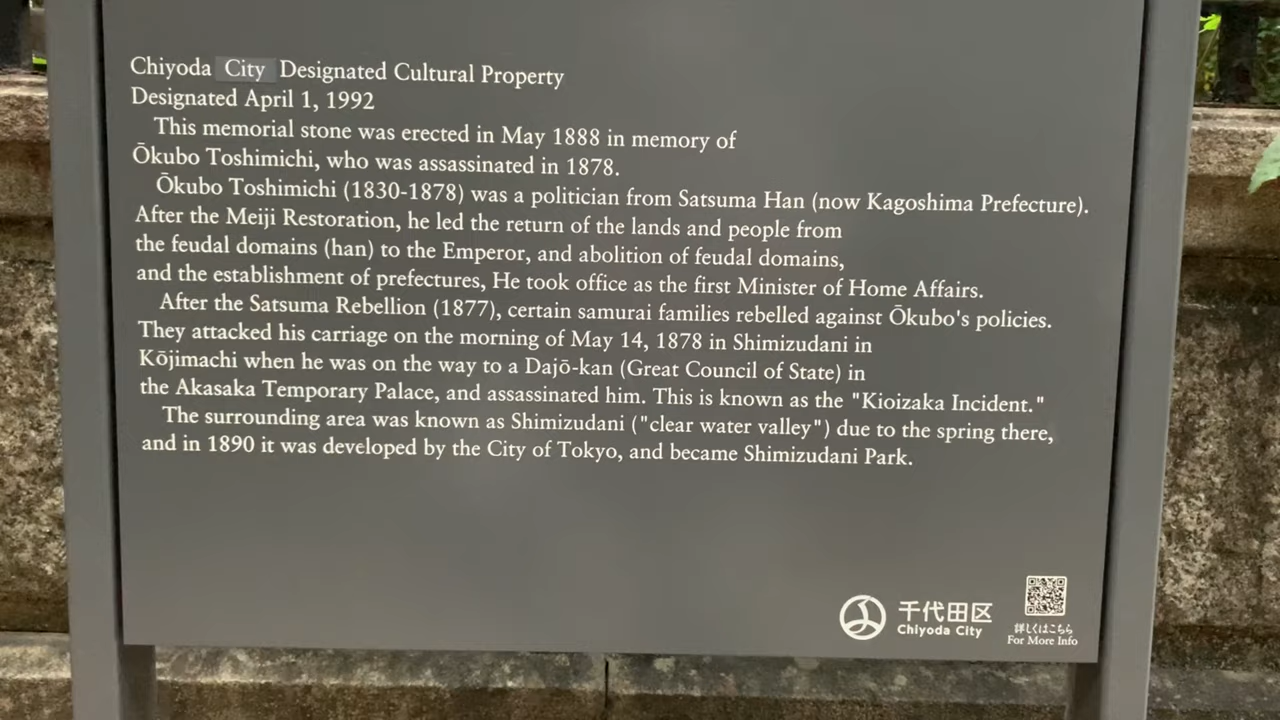 Chiyoda City Designated Cultural Property
Designated April 1, 1992
This memorial stone was erected in May 1888 in memory of
Ōkubo Toshimichi, who was assassinated in 1878.
Ōkubo Toshimichi (1830-1878) was a politician from Satsuma Han (now Kagoshima Prefecture).
After the Meiji Restoration, he led the return of the lands and people from
the feudal domains (han) to the Emperor, and abolition of feudal domains,
and the establishment of prefectures, He took office as the first Minister of Home Affairs.
After the Satsuma Rebellion (1877), certain samurai families rebelled against Ōkubo's policies.
They attacked his carriage on the morning of May 14, 1878 in Shimizudani in
Kōjimachi when he was on the way to a Dajō-kan (Great Council of State) in
the Akasaka Temporary Palace, and assassinated him. This is known as the "Kioizaka Incident."
The surrounding area was known as Shimizudani ("clear water valley") due to the spring there,
and in 1890 it was developed by the City of Tokyo, and became Shimizudani Park.
千代田区
Chiyoda City
詳しくはこちら
For More Info